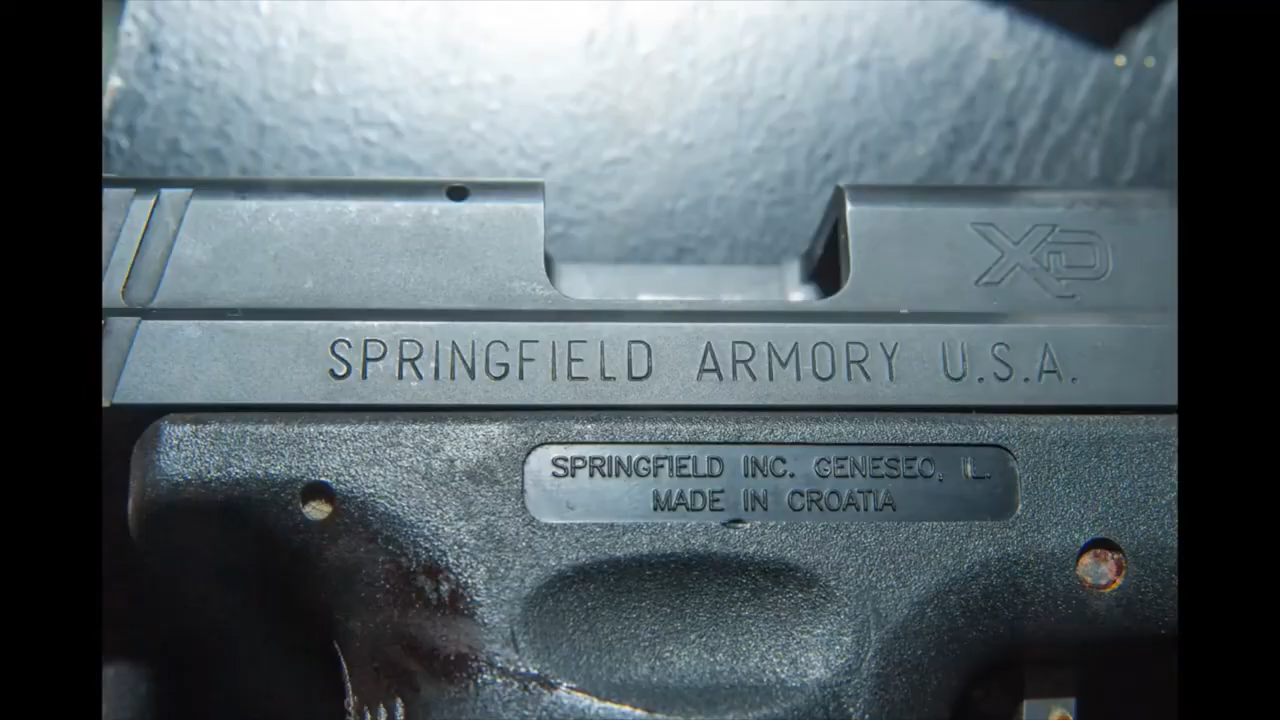 XD
SPRINGFIELD ARMORY U.S.A.
SPRINGFIELD INC. GENESEO, IL.
MADE IN CROATIA